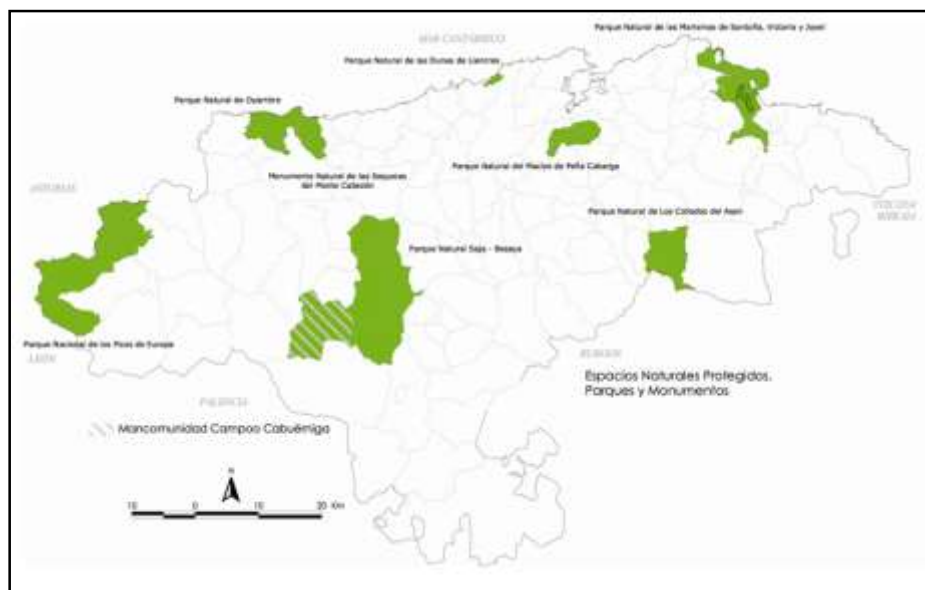 Parque Natural de las Marismas de Santoña, Victoria y Joyel
MAR CANTÁBRICO
Parque Natural de las Dunas de Liencres
Parque Natural de Oyambre
Parque Natural del Macizo de Peña Cabarga
Monumento Natural de las Sequoias
del Monte Cabezón
ASTURIAS
VIZCAYA
Parque Natural de Los Collados del Asón
Parque Natural Saja - Besaya
Parque Nacional de los Picos de Europa
LEÓN
BURGOS
Espacios Naturales Protegidos.
Parques y Monumentos
PALENCIA
Mancomunidad Campoo Cabuérniga
N
10 0 10 20 Km